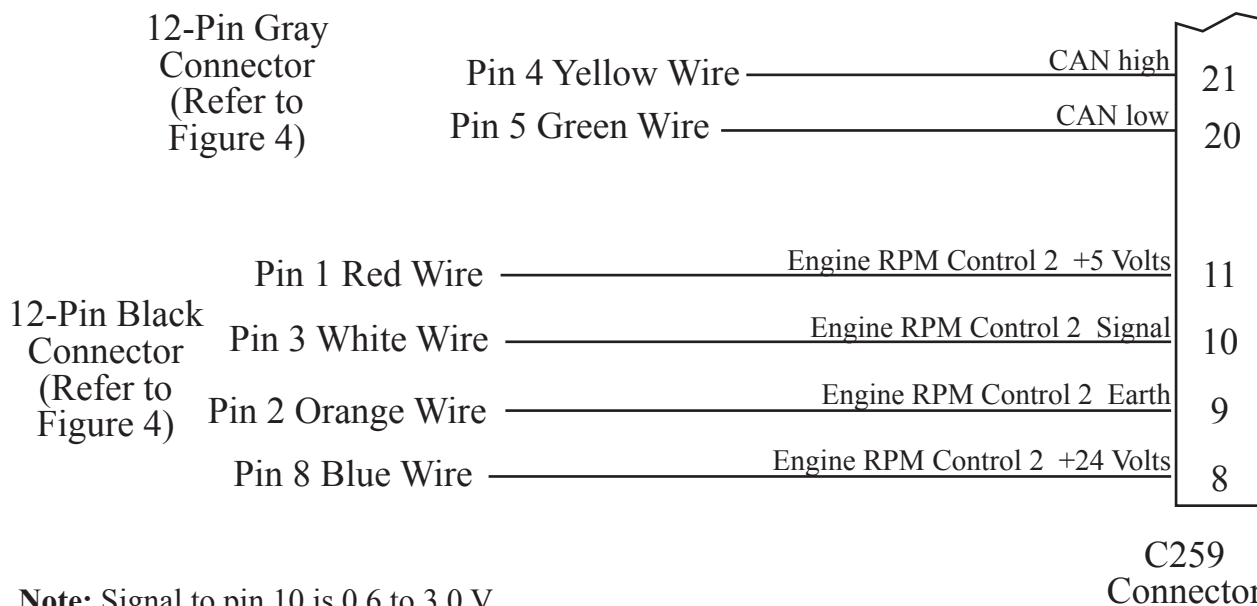 12-Pin Gray
Connector
(Refer to
Figure 4)
Pin 4 Yellow Wire CAN high 21
Pin 5 Green Wire CAN low 20
12-Pin Black
Connector
(Refer to
Figure 4)
Pin 1 Red Wire Engine RPM Control 2 +5 Volts 11
Pin 3 White Wire Engine RPM Control 2 Signal 10
Pin 2 Orange Wire Engine RPM Control 2 Earth 9
Pin 8 Blue Wire Engine RPM Control 2 +24 Volts 8
C259
Connector
Note: Signal to pin 10 is 0.6 to 3.0 V